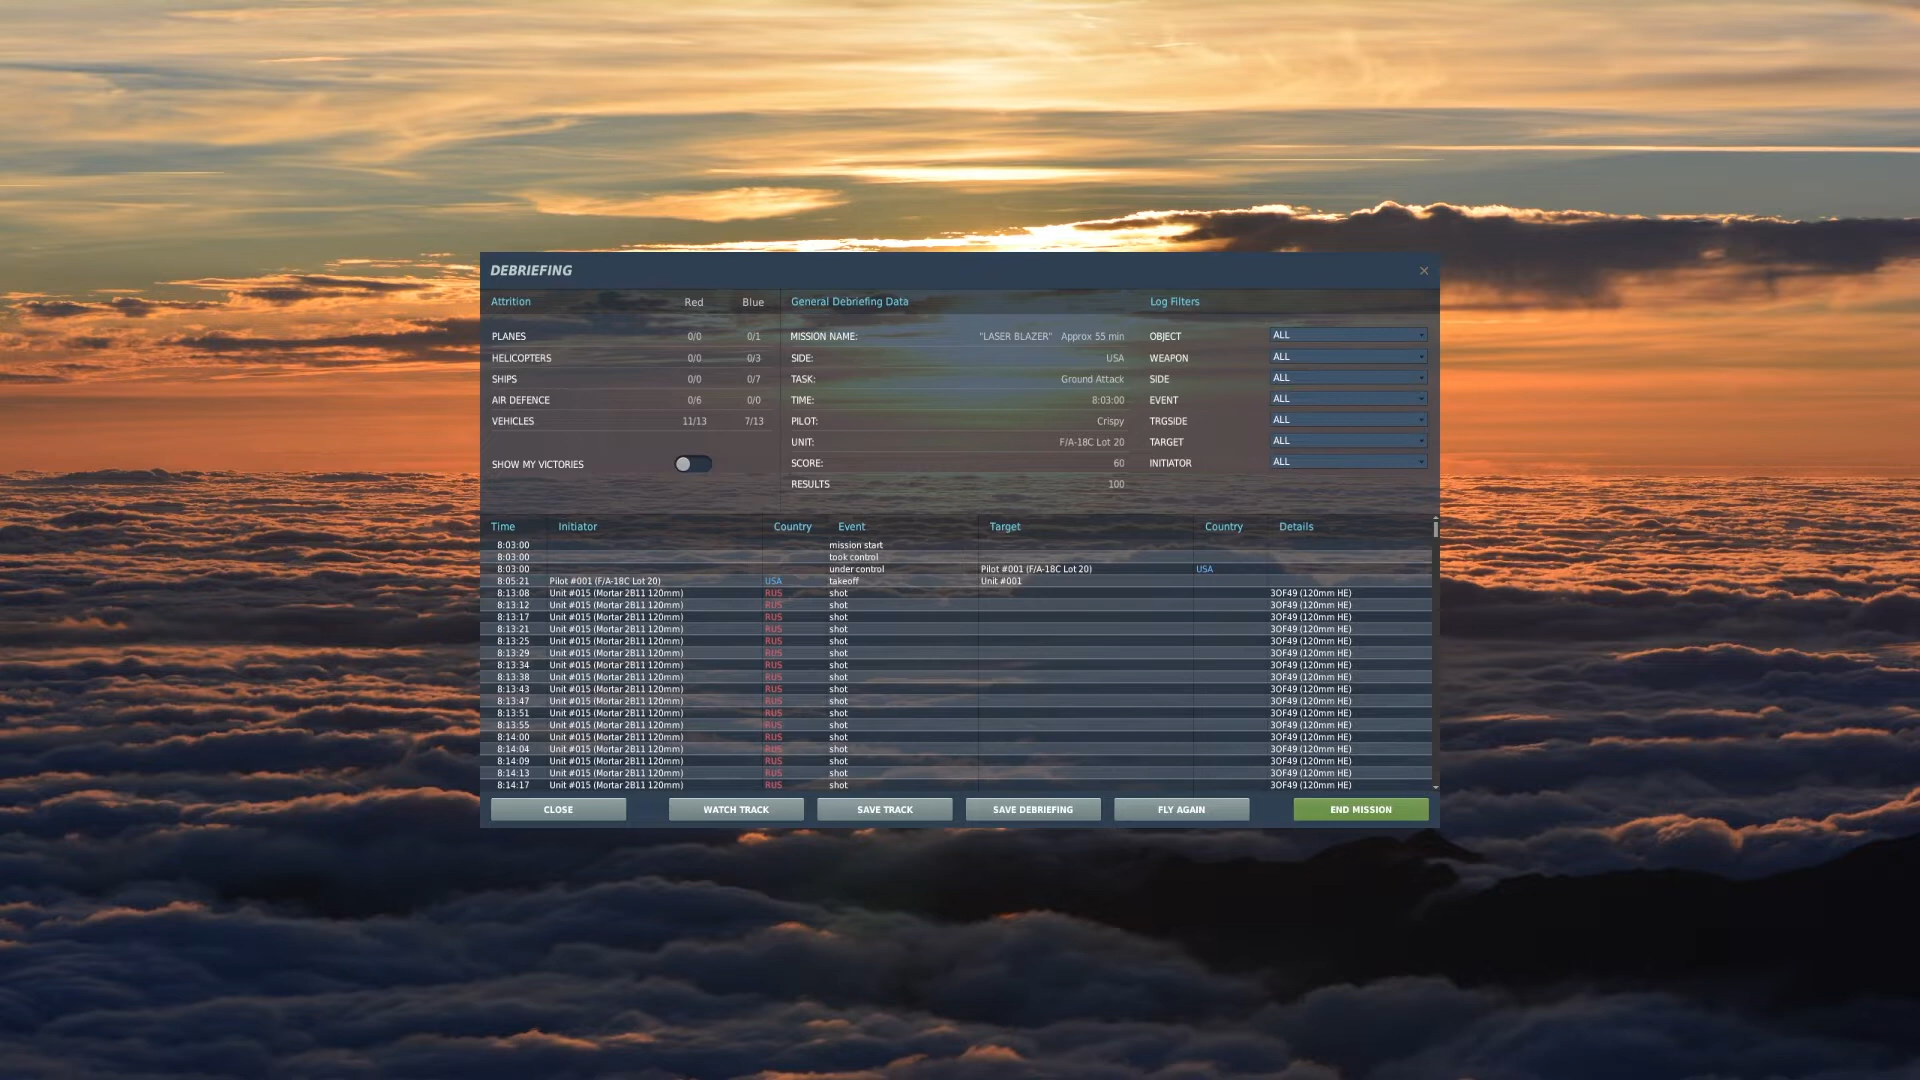 DEBRIEFING ×
Attrition Red Blue General Debriefing Data Log Filters
PLANES 0/0 0/1 MISSION NAME: "LASER BLAZER" Approx 55 min OBJECT ALL
HELICOPTERS 0/0 0/3 SIDE: USA WEAPON ALL
SHIPS 0/0 0/7 TASK: Ground Attack SIDE ALL
AIR DEFENCE 0/6 0/0 TIME: 8:03:00 EVENT ALL
VEHICLES 11/13 7/13 PILOT: Crispy TRGSIDE ALL
UNIT: F/A-18C Lot 20 TARGET ALL
SHOW MY VICTORIES SCORE: 60 INITIATOR ALL
RESULTS 100
Time Initiator Country Event Target Country Details
8:03:00 mission start
8:03:00 took control
8:03:00 under control Pilot #001 (F/A-18C Lot 20) USA
8:05:21 Pilot #001 (F/A-18C Lot 20) USA takeoff Unit #001
8:13:08 Unit #015 (Mortar 2B11 120mm) RUS shot 3OF49 (120mm HE)
8:13:12 Unit #015 (Mortar 2B11 120mm) RUS shot 3OF49 (120mm HE)
8:13:17 Unit #015 (Mortar 2B11 120mm) RUS shot 3OF49 (120mm HE)
8:13:21 Unit #015 (Mortar 2B11 120mm) RUS shot 3OF49 (120mm HE)
8:13:25 Unit #015 (Mortar 2B11 120mm) RUS shot 3OF49 (120mm HE)
8:13:29 Unit #015 (Mortar 2B11 120mm) RUS shot 3OF49 (120mm HE)
8:13:34 Unit #015 (Mortar 2B11 120mm) RUS shot 3OF49 (120mm HE)
8:13:38 Unit #015 (Mortar 2B11 120mm) RUS shot 3OF49 (120mm HE)
8:13:43 Unit #015 (Mortar 2B11 120mm) RUS shot 3OF49 (120mm HE)
8:13:47 Unit #015 (Mortar 2B11 120mm) RUS shot 3OF49 (120mm HE)
8:13:51 Unit #015 (Mortar 2B11 120mm) RUS shot 3OF49 (120mm HE)
8:13:55 Unit #015 (Mortar 2B11 120mm) RUS shot 3OF49 (120mm HE)
8:14:00 Unit #015 (Mortar 2B11 120mm) RUS shot 3OF49 (120mm HE)
8:14:04 Unit #015 (Mortar 2B11 120mm) RUS shot 3OF49 (120mm HE)
8:14:09 Unit #015 (Mortar 2B11 120mm) RUS shot 3OF49 (120mm HE)
8:14:13 Unit #015 (Mortar 2B11 120mm) RUS shot 3OF49 (120mm HE)
8:14:17 Unit #015 (Mortar 2B11 120mm) RUS shot 3OF49 (120mm HE)
CLOSE WATCH TRACK SAVE TRACK SAVE DEBRIEFING FLY AGAIN END MISSION